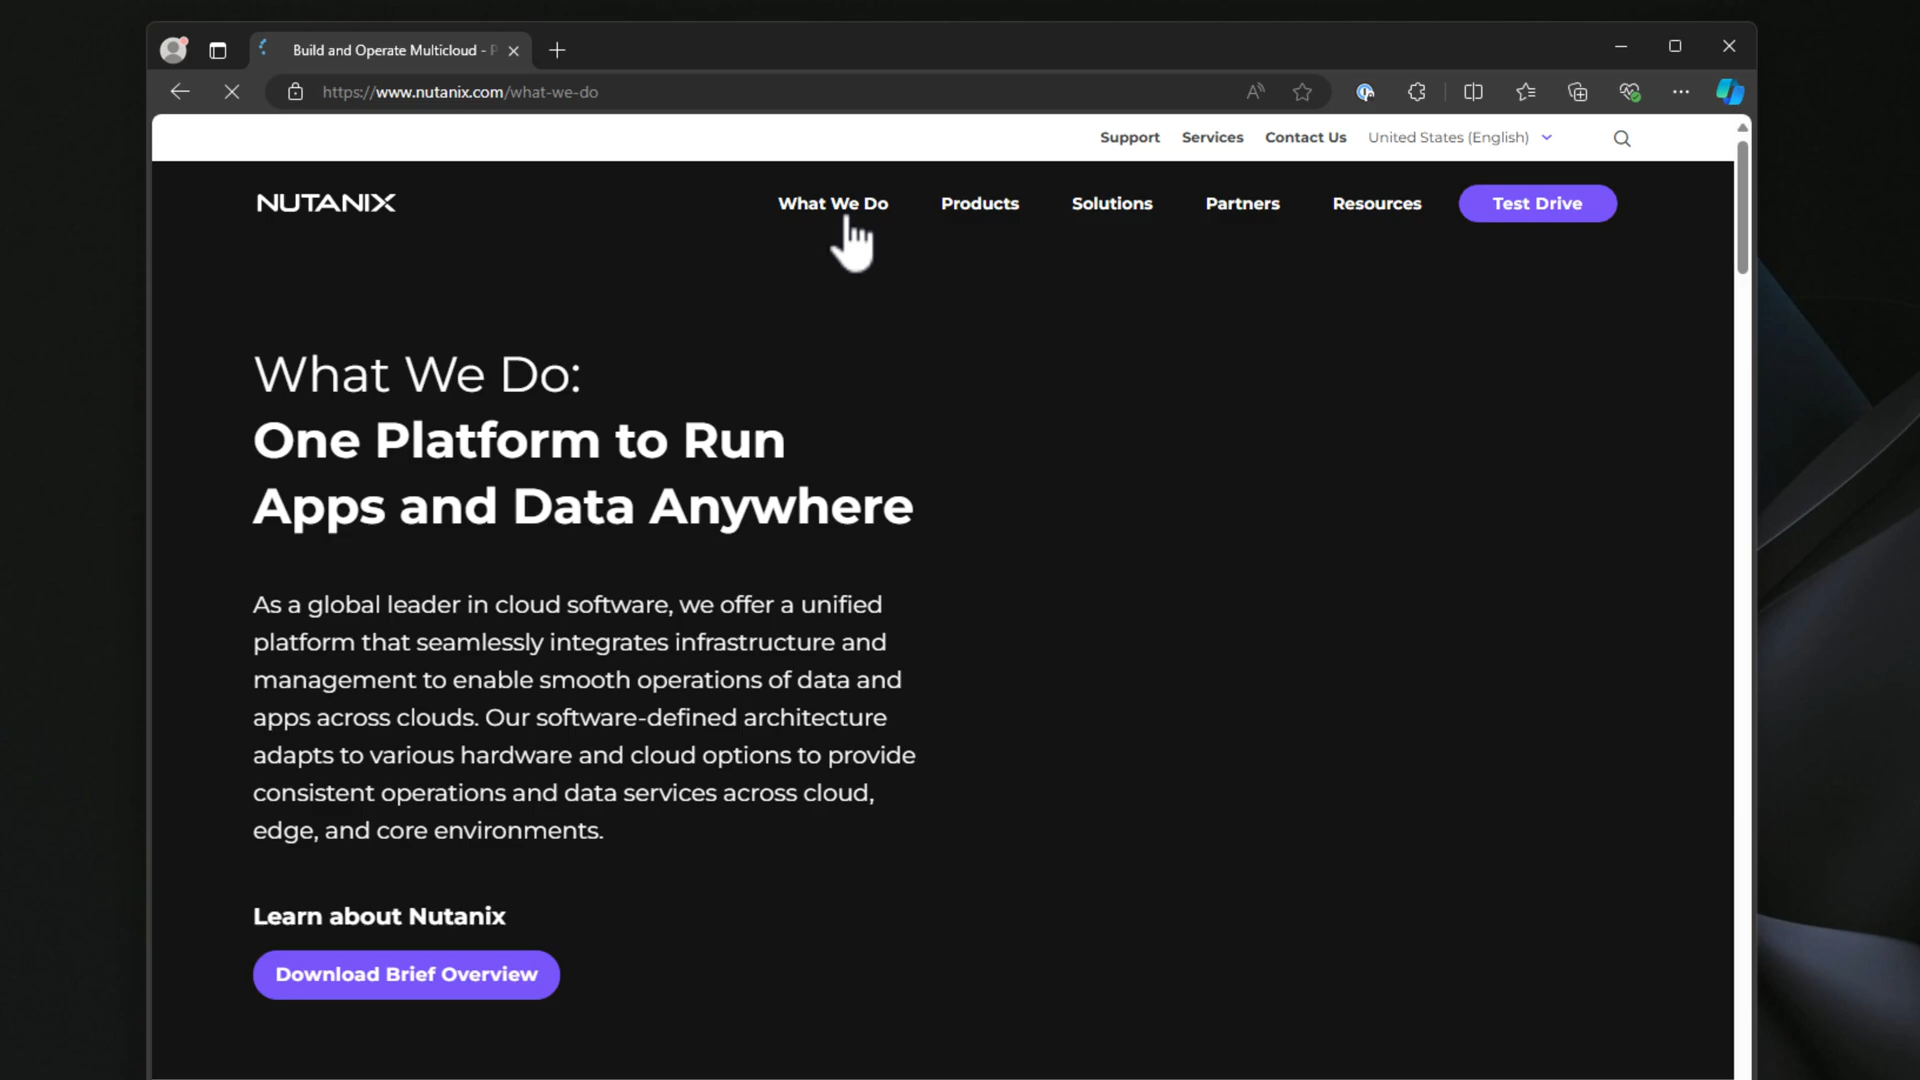 Build and Operate Multicloud - P
https://www.nutanix.com/what-we-do
Support Services Contact Us United States (English)
NUTANIX What We Do Products Solutions Partners Resources Test Drive
What We Do:
One Platform to Run
Apps and Data Anywhere
As a global leader in cloud software, we offer a unified
platform that seamlessly integrates infrastructure and
management to enable smooth operations of data and
apps across clouds. Our software-defined architecture
adapts to various hardware and cloud options to provide
consistent operations and data services across cloud,
edge, and core environments.
Learn about Nutanix
Download Brief Overview